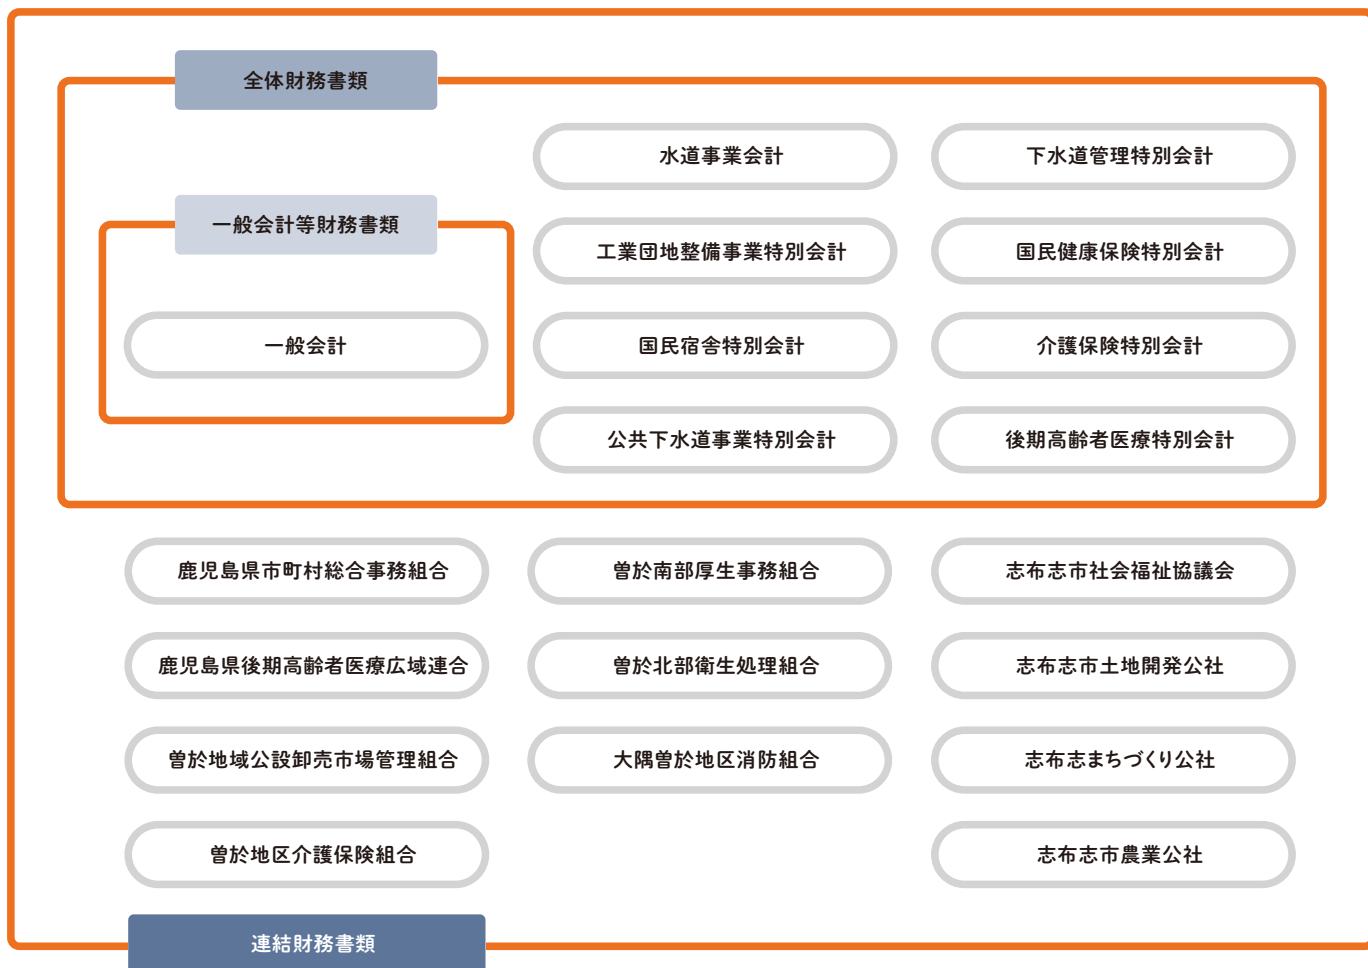 全体財務書類
水道事業会計
下水道管理特別会計
一般会計等財務書類
工業団地整備事業特別会計
国民健康保険特別会計
一般会計
国民宿舎特別会計
介護保険特別会計
公共下水道事業特別会計
後期高齢者医療特別会計
鹿児島県市町村総合事務組合
曽於南部厚生事務組合
志布志市社会福祉協議会
鹿児島県後期高齢者医療広域連合
曽於北部衛生処理組合
志布志市土地開発公社
曽於地域公設卸売市場管理組合
大隅曽於地区消防組合
志布志まちづくり公社
曽於地区介護保険組合
志布志市農業公社
連結財務書類